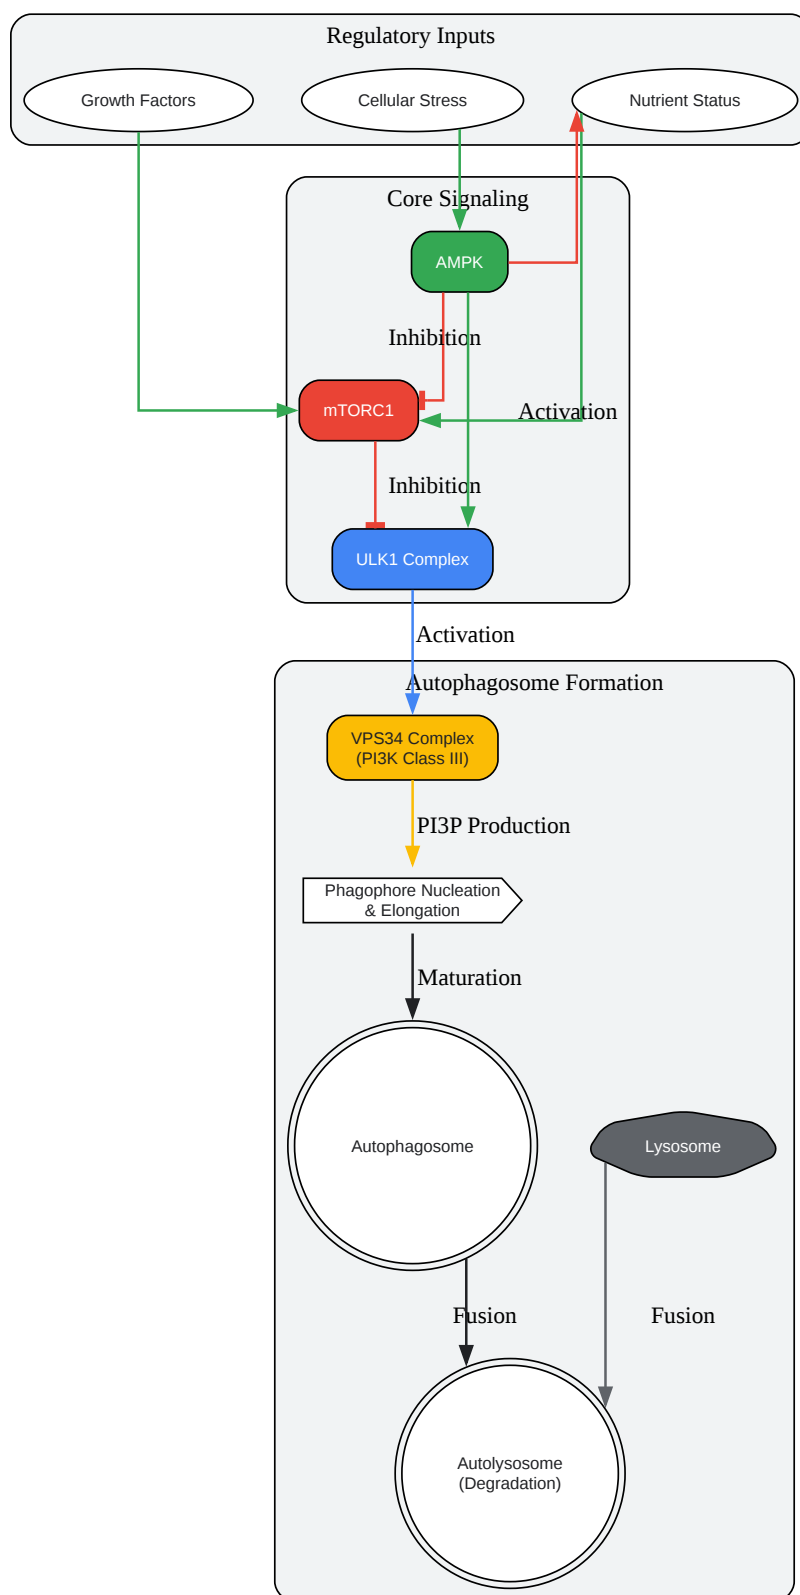 Regulatory Inputs
Growth Factors
Cellular Stress
Nutrient Status
Core Signaling
AMPK
Inhibition
mTORC1
Activation
Inhibition
ULK1 Complex
Activation
Autophagosome Formation
VPS34 Complex
(PI3K Class III)
PI3P Production
Phagophore Nucleation
& Elongation
Maturation
Autophagosome
Lysosome
Fusion
Fusion
Autolysosome
(Degradation)